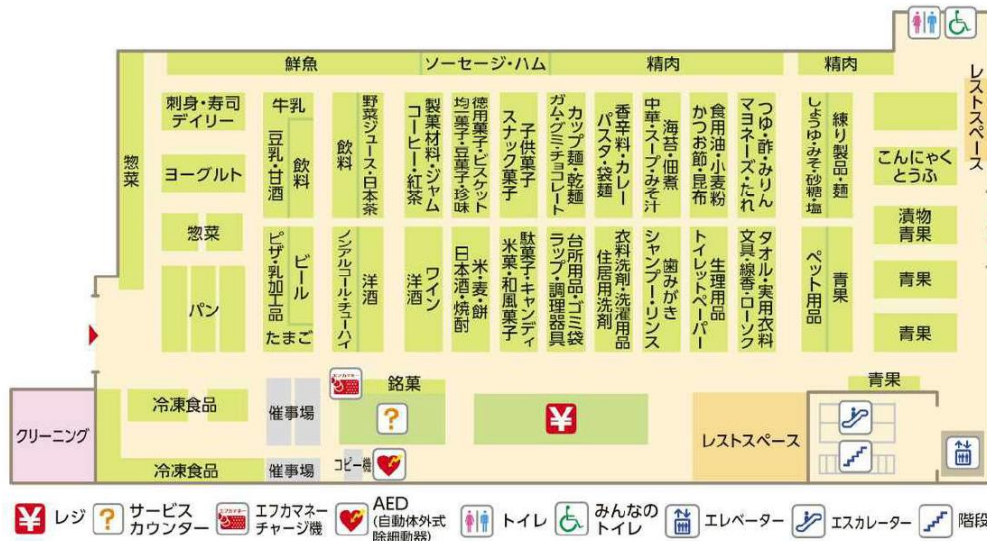 鮮魚
ソーセージ・ハム
精肉
精肉
レストスペース
惣菜
刺身・寿司
デイリー
ヨーグルト
惣菜
パン
牛乳
飲料
豆乳・甘酒
ビール
ピザ・乳加工品
たまご
野菜ジュース・日本茶
飲料
洋酒
ノンアルコール・チューハイ
製菓材料・ジャム
コーヒー・紅茶
ワイン
洋酒
徳用菓子・ビスケット
均一菓子・豆菓子・珍味
米・麦・餅
日本酒・焼酎
子供菓子
スナック菓子
駄菓子・キャンディ
米菓・和風菓子
カップ麺・乾麺
ガム・グミ・チョコレート
台所用品・ゴミ袋
ラップ・調理器具
香辛料・カレー
パスタ・袋麺
衣料洗剤・洗濯用品
住居用洗剤
海苔・佃煮
中華・スープ・みそ汁
歯みがき
シャンプー・リンス
食用油・小麦粉
かつお節・昆布
生理用品
トイレットペーパー
つゆ・酢・みりん
マヨネーズ・たれ
タオル・実用衣料
文具・線香・ローソク
練り製品・麺
しょうゆ・みそ・砂糖・塩
青果
ペット用品
こんにゃく
とうふ
漬物
青果
青果
青果
クリーニング
冷凍食品
冷凍食品
催事場
催事場
エフカマネー
銘菓
?
コピー機
¥
レストスペース
青果
¥ レジ
? サービス
カウンター
エフカマネー
エフカマネー
チャージ機
AED
(自動体外式
除細動器)
トイレ
みんなの
トイレ
エレベーター
エスカレーター
階段